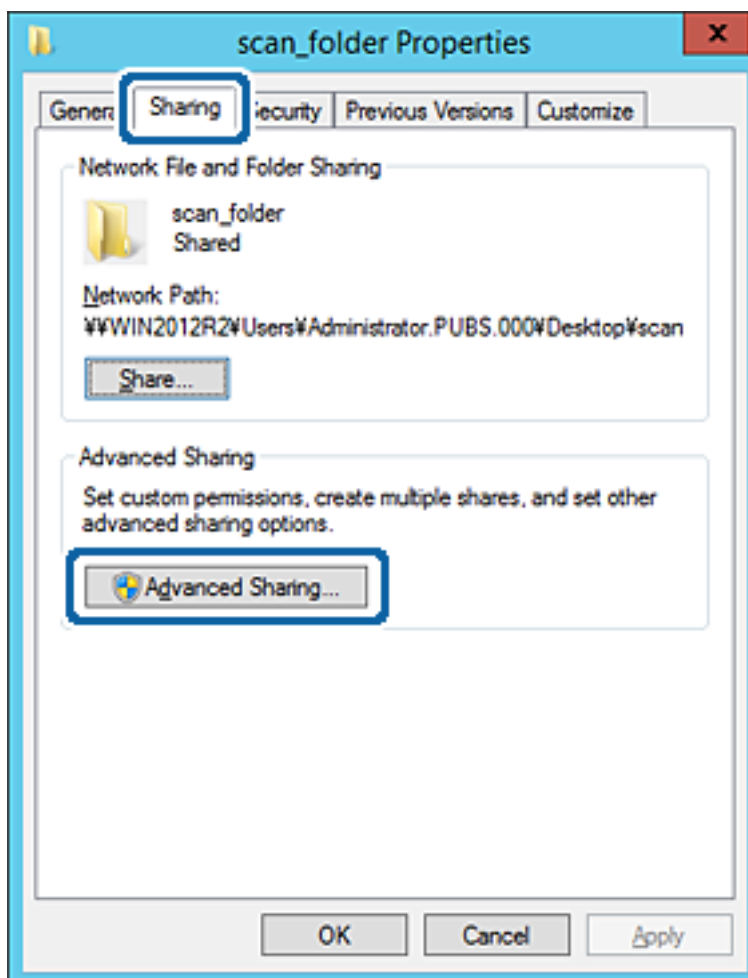 scan_folder Properties
x
Genera Sharing ecurity Previous Versions Customize
Network File and Folder Sharing
scan_folder
Shared
Network Path:
¥¥WIN2012R2¥Users¥Administrator.PUBS.000¥Desktop¥scan
Share...
Advanced Sharing
Set custom permissions, create multiple shares, and set other
advanced sharing options.
Advanced Sharing...
OK Cancel Apply